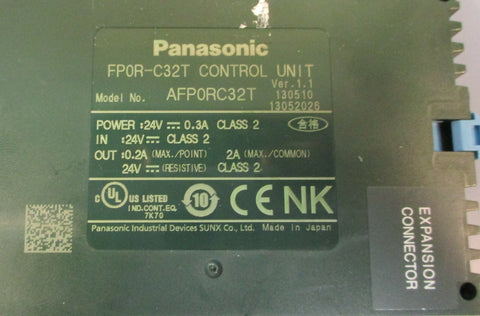 Panasonic
FP0R-C32T CONTROL UNIT
Ver.1.1
Model No. AFP0RC32T 130510
13052026
POWER :24V ⎓ 0.3A CLASS 2 合格
IN :24V ⎓ CLASS 2
OUT :0.2A (MAX./POINT) 2A (MAX./COMMON)
24V ⎓ (RESISTIVE) CLASS 2
c UL US LISTED 10 CE NK
IND.CONT.EQ.
7K70
Panasonic Industrial Devices SUNX Co., Ltd. Made in Japan
EXPANSION
CONNECTOR